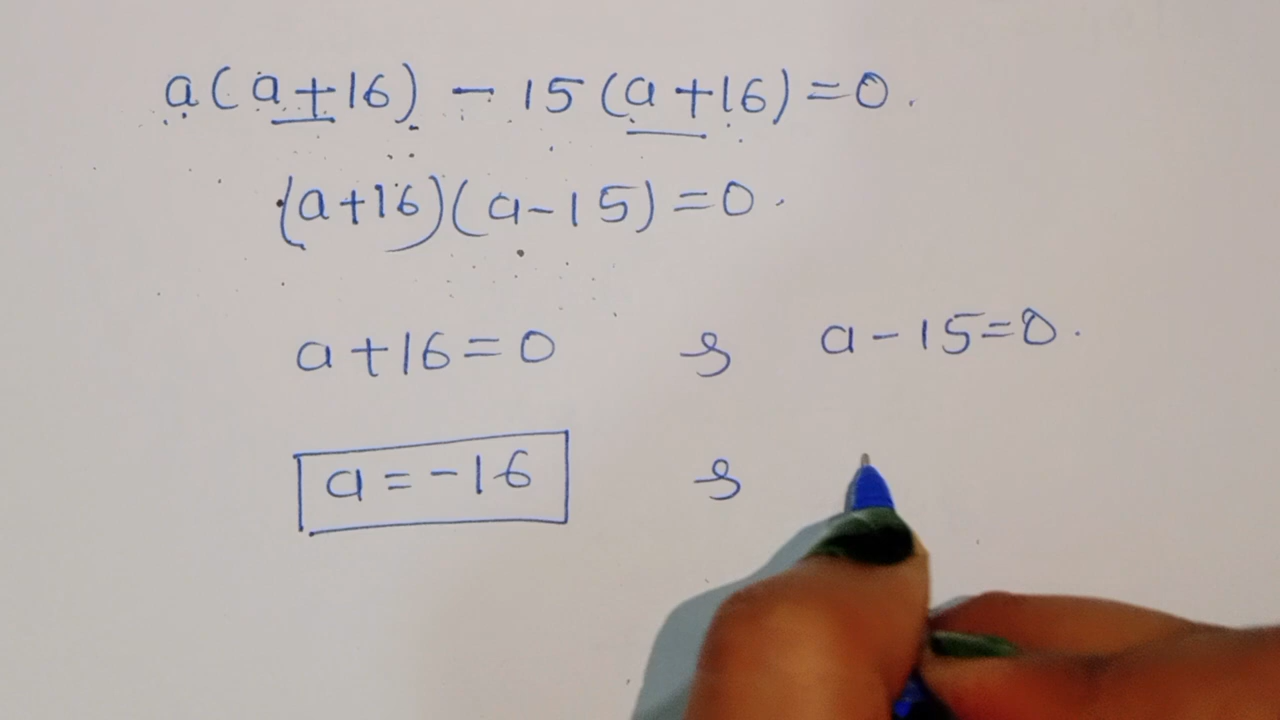 a(a+16) - 15(a+16)=0.
(a+16)(a-15)=0.
a+16=0 , a-15=0.
a=-16 ,